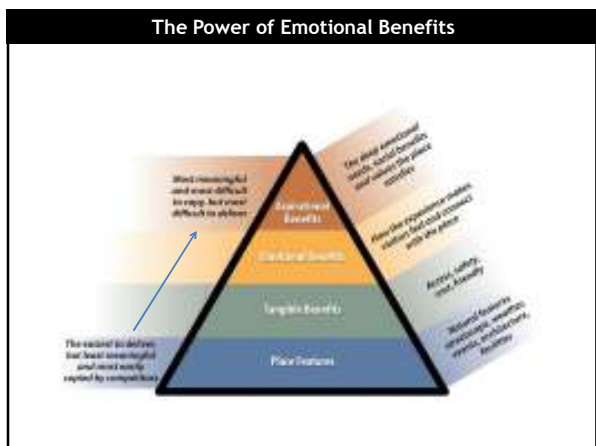 The Power of Emotional Benefits
Most meaningful
and most difficult
to copy, but most
difficult to deliver
The deep emotional
needs, social benefits
and values the place
satisfies
Benefits
How the experience makes
visitors feel and connect
with the place
Emotional Benefits
Access, safety,
cost, friendly
Tangible Benefits
Natural features
streetscape, weather,
events, architecture,
facilities
The easiest to deliver,
but least meaningful
and most easily
copied by competitors
Place Features